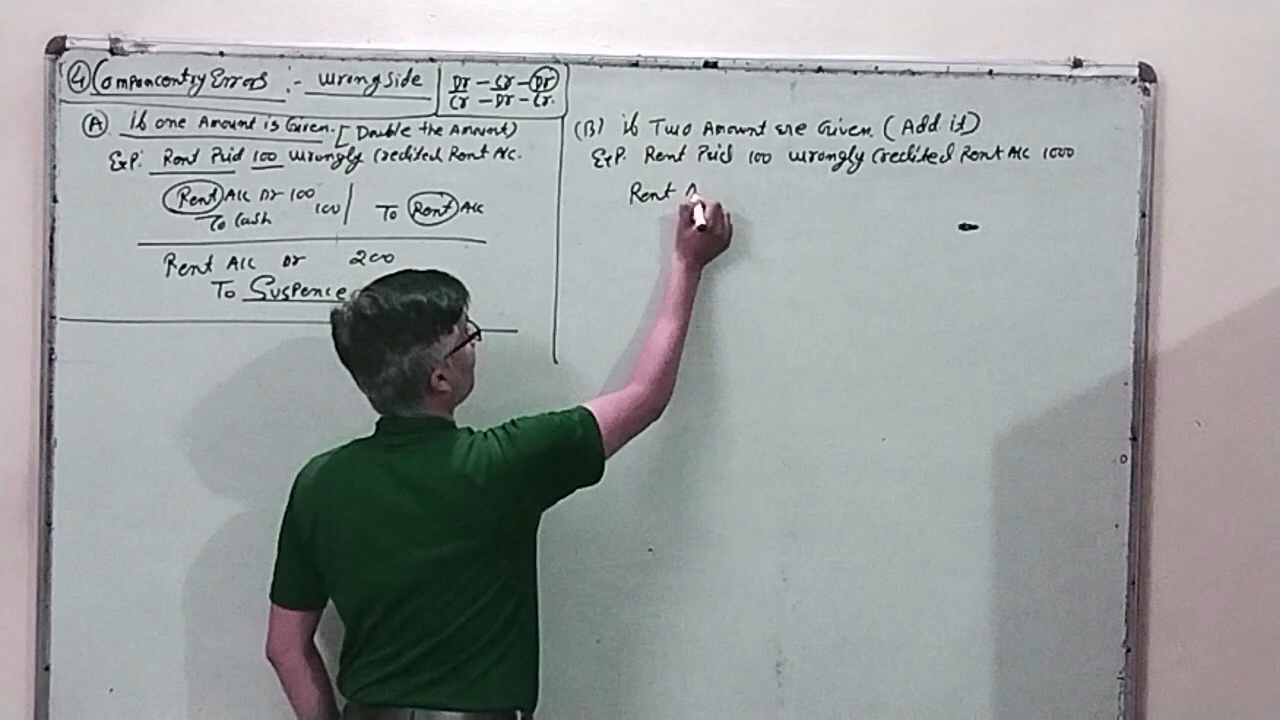 ④ Componcentry Errors :- wrong side
Dr - Cr - Dr
Cr - Dr - Cr.
(A) if one Amount is Given. [Double the Amount)
ExP: Rent Paid 100 wrongly Credited Rent A/c.
Rent A/c Dr 100
To Cash 100
To Rent A/c
Rent A/c Dr 200
To Suspence
(B) if Two Amount are Given. (Add it)
ExP. Rent Paid 100 wrongly Credited Rent A/c 1000
Rent A